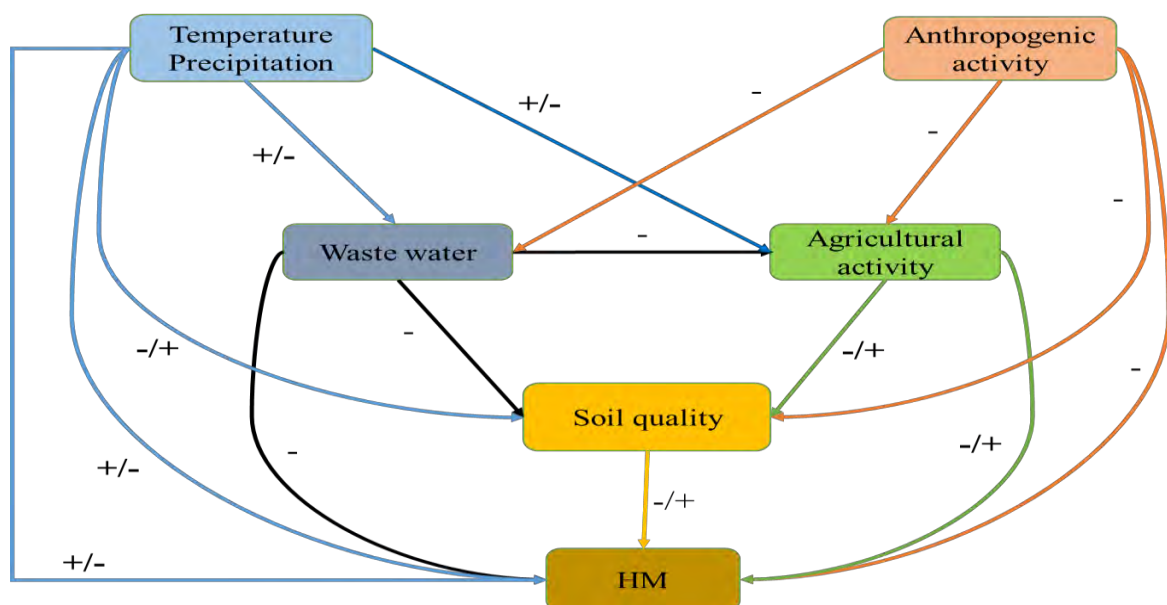 Temperature
Precipitation
Anthropogenic
activity
+/-
-
-
+/-
-
Waste water
-
Agricultural
activity
-/+
-
-/+
-
Soil quality
+/-
-
-/+
-/+
+/-
HM